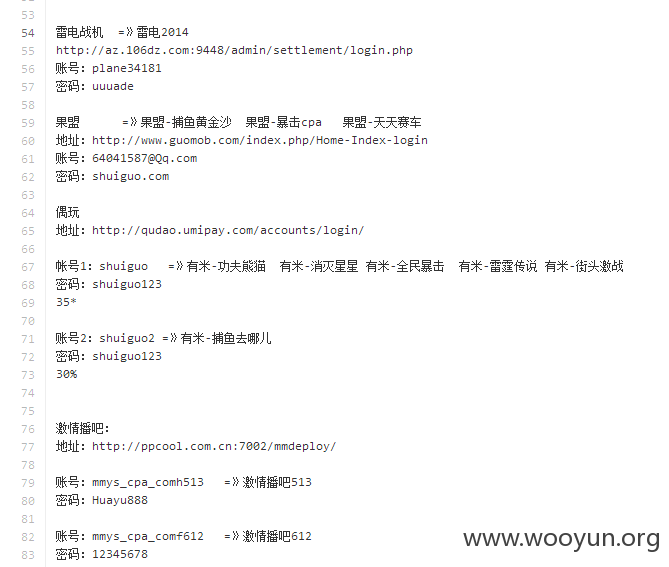 53
54 雷电战机 =》雷电2014
55 http://az.106dz.com:9448/admin/settlement/login.php
56 账号：plane34181
57 密码：uuuade
58
59 果盟 =》果盟-捕鱼黄金沙 果盟-暴击cpa 果盟-天天赛车
60 地址：http://www.guomob.com/index.php/Home-Index-login
61 账号：64041587@Qq.com
62 密码：shuiguo.com
63
64 偶玩
65 地址：http://qudao.umipay.com/accounts/login/
66
67 帐号1：shuiguo =》有米-功夫熊猫 有米-消灭星星 有米-全民暴击 有米-雷霆传说 有米-街头激战
68 密码：shuiguo123
69 35*
70
71 账号2：shuiguo2 =》有米-捕鱼去哪儿
72 密码：shuiguo123
73 30%
74
75
76 激情播吧：
77 地址：http://ppcool.com.cn:7002/mmdeploy/
78
79 账号：mmys_cpa_comh513 =》激情播吧513
80 密码：Huayu888
81
82 账号：mmys_cpa_comf612 =》激情播吧612
83 密码：12345678
www.wooyun.org